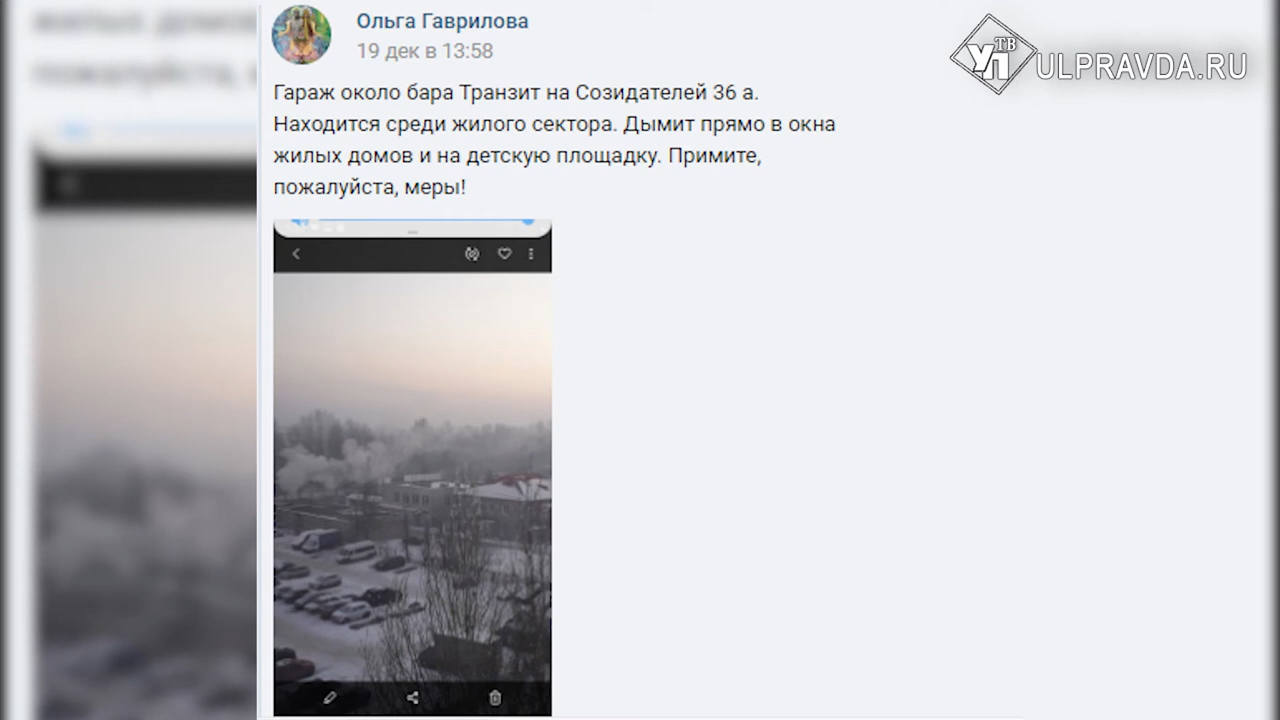 Ольга Гаврилова
19 дек в 13:58
Гараж около бара Транзит на Созидателей 36 а.
Находится среди жилого сектора. Дымит прямо в окна
жилых домов и на детскую площадку. Примите,
пожалуйста, меры!
УП ТВ ULPRAVDA.RU